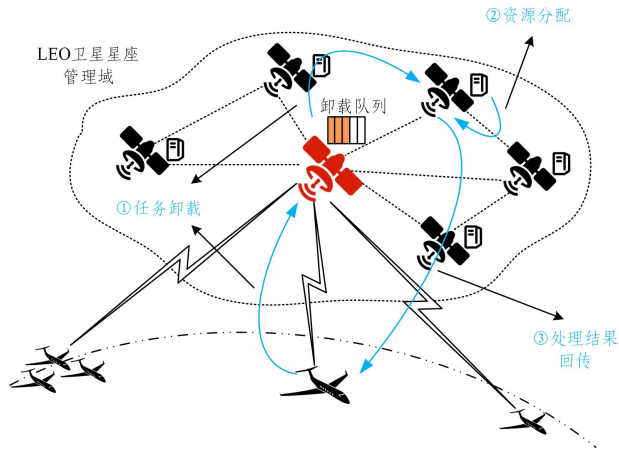 ②资源分配
LEO卫星星座
管理域
卸载队列
①任务卸载
③处理结果
回传